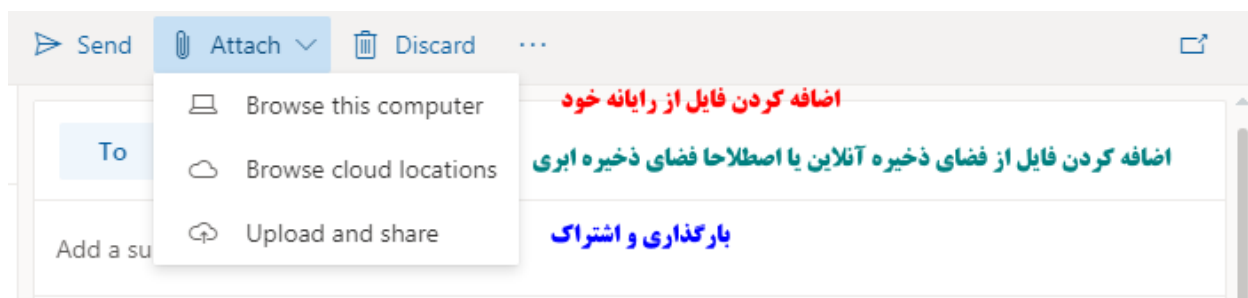 Send Attach Discard ...
Browse this computer اضافه کردن فایل از رایانه خود
To
Browse cloud locations اضافه کردن فایل از فضای ذخیره آنلاین یا اصطلاحا فضای ذخیره ابری
Upload and share بارگذاری و اشتراک
Add a su